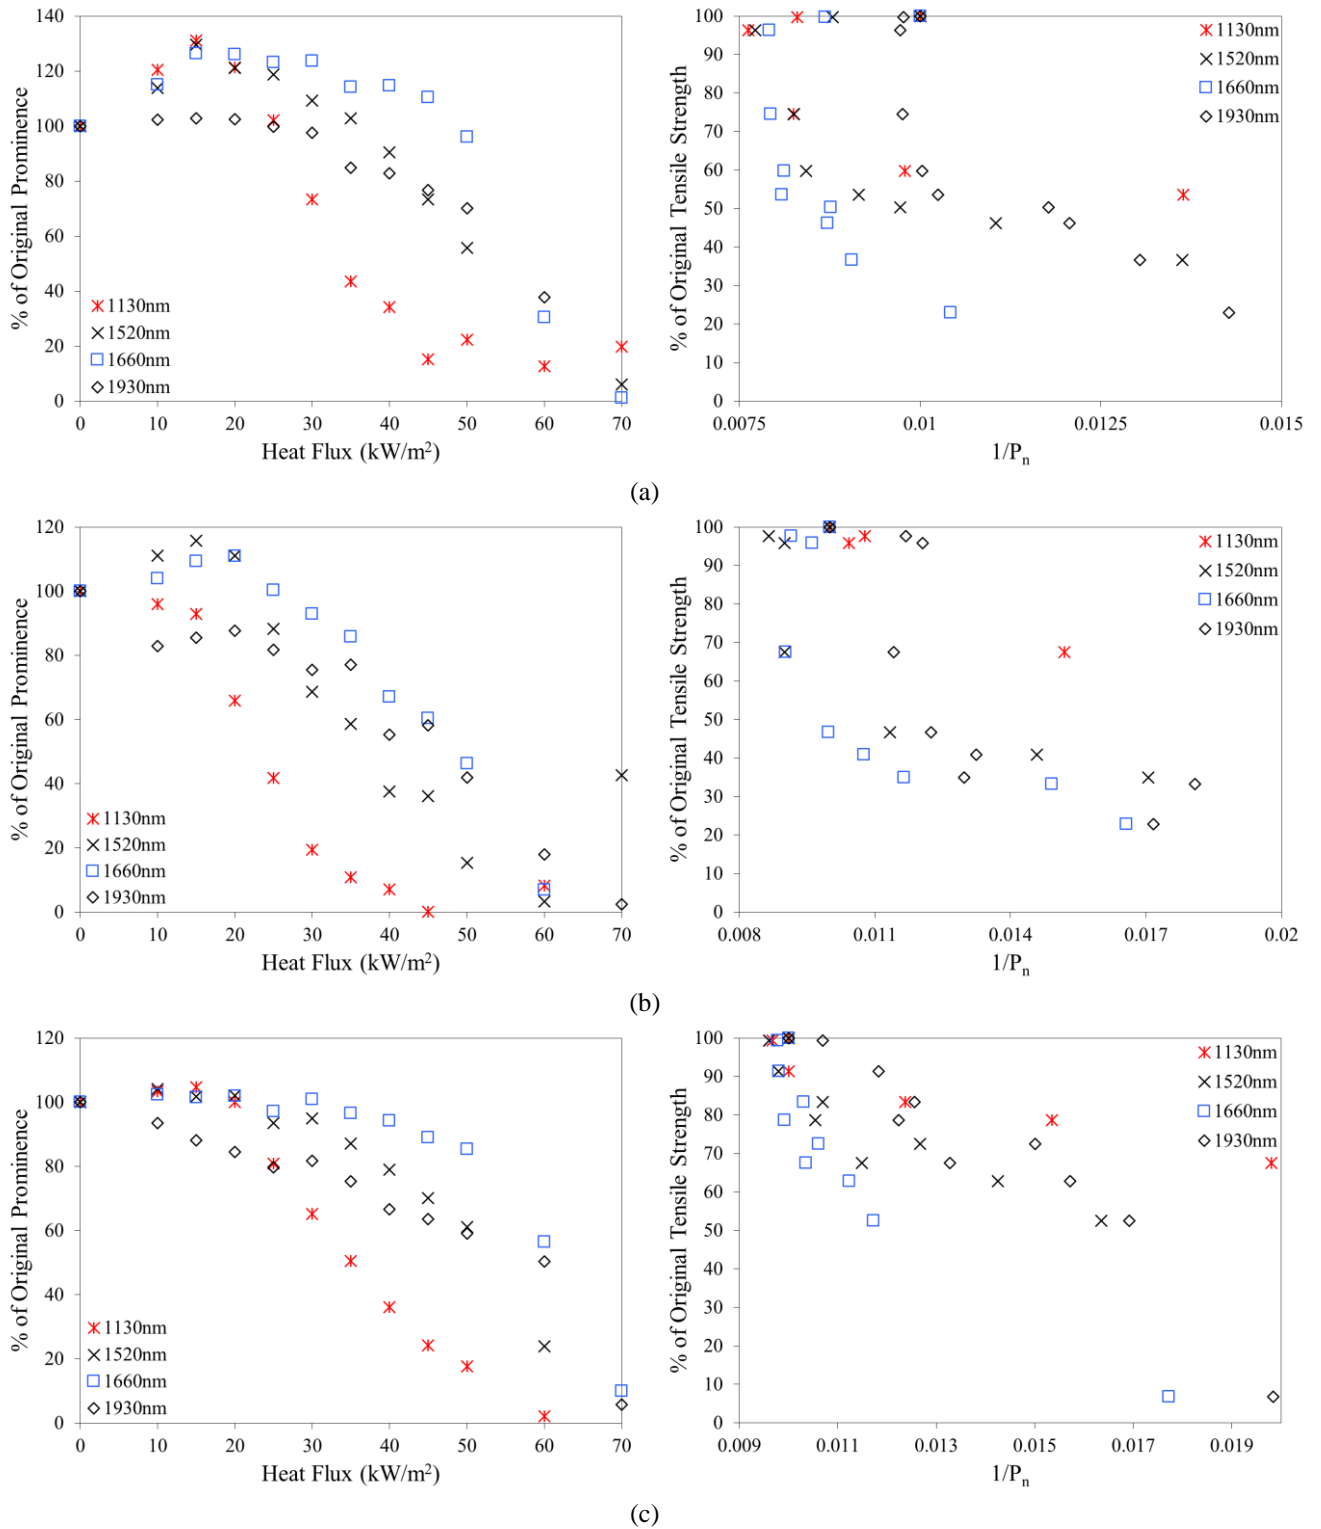 140
120
100
80
60
40
20
0
% of Original Prominence
1130nm
1520nm
1660nm
1930nm
0 10 20 30 40 50 60 70
Heat Flux (kW/m²)
100
90
80
70
60
50
40
30
20
10
0
% of Original Tensile Strength
1130nm
1520nm
1660nm
1930nm
0.0075 0.01 0.0125 0.015
1/Pn
(a)
120
100
80
60
40
20
0
% of Original Prominence
1130nm
1520nm
1660nm
1930nm
0 10 20 30 40 50 60 70
Heat Flux (kW/m²)
100
90
80
70
60
50
40
30
20
10
0
% of Original Tensile Strength
1130nm
1520nm
1660nm
1930nm
0.008 0.011 0.014 0.017 0.02
1/Pn
(b)
120
100
80
60
40
20
0
% of Original Prominence
1130nm
1520nm
1660nm
1930nm
0 10 20 30 40 50 60 70
Heat Flux (kW/m²)
100
90
80
70
60
50
40
30
20
10
0
% of Original Tensile Strength
1130nm
1520nm
1660nm
1930nm
0.009 0.011 0.013 0.015 0.017 0.019
1/Pn
(c)